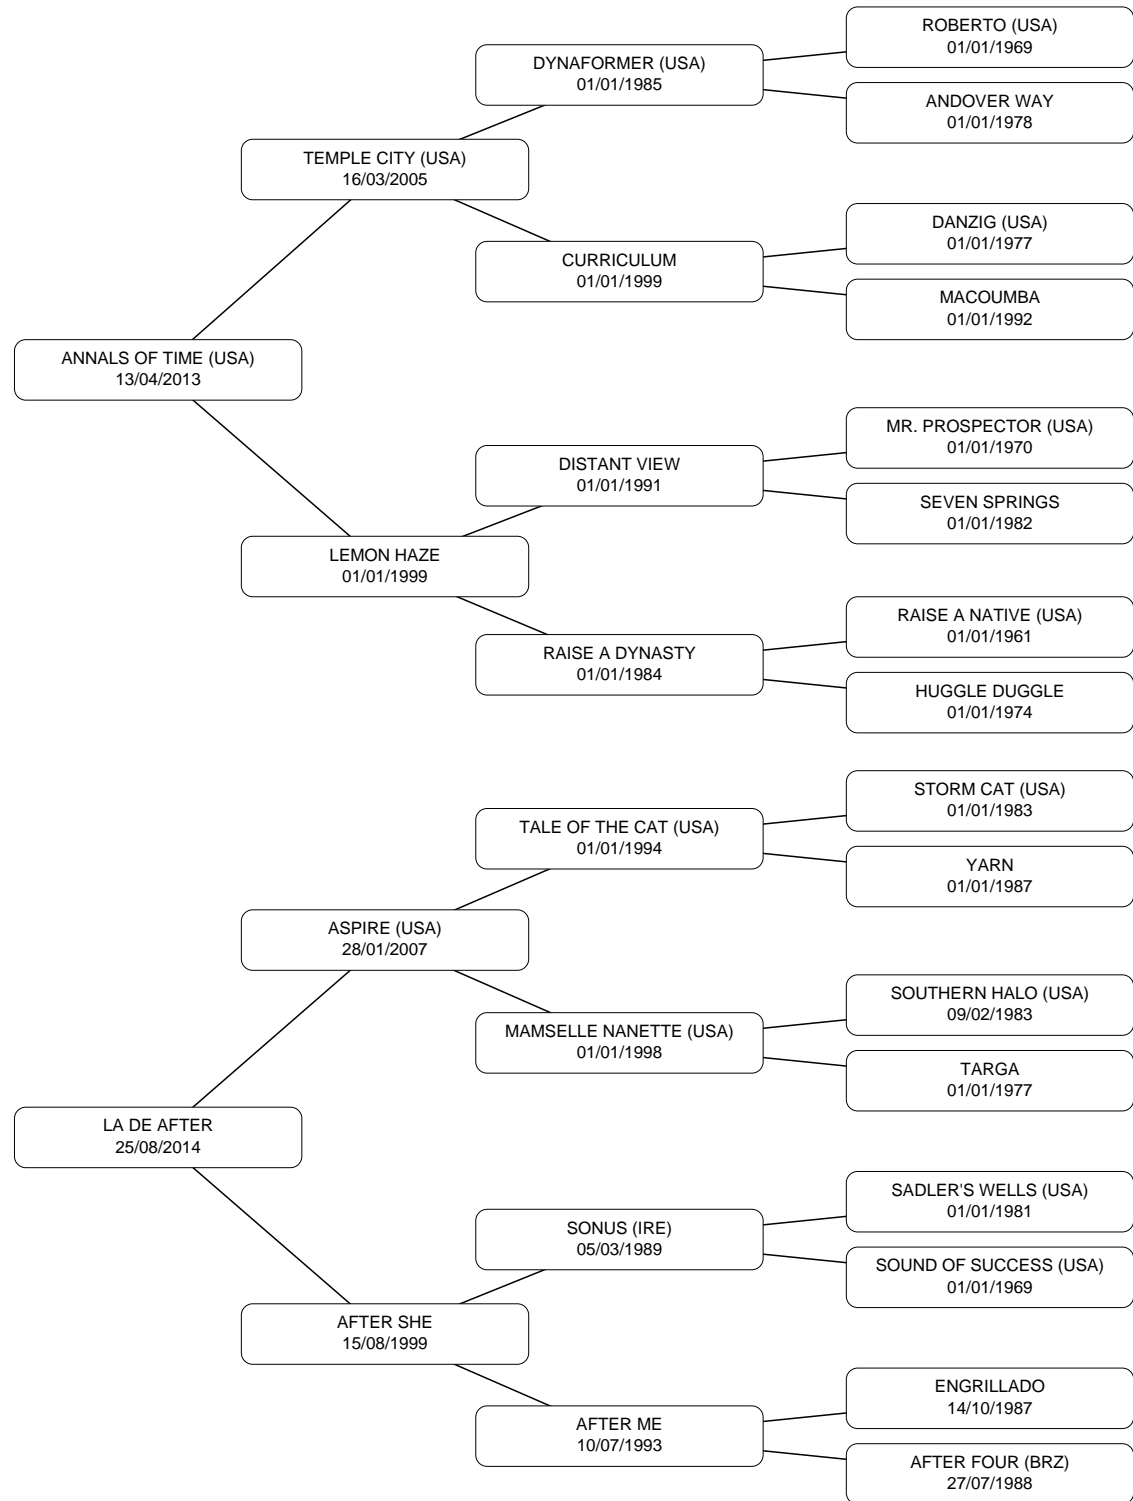 ROBERTO (USA)
01/01/1969
DYNAFORMER (USA)
01/01/1985
ANDOVER WAY
01/01/1978
TEMPLE CITY (USA)
16/03/2005
DANZIG (USA)
01/01/1977
CURRICULUM
01/01/1999
MACOUMBA
01/01/1992
ANNALS OF TIME (USA)
13/04/2013
MR. PROSPECTOR (USA)
01/01/1970
DISTANT VIEW
01/01/1991
SEVEN SPRINGS
01/01/1982
LEMON HAZE
01/01/1999
RAISE A NATIVE (USA)
01/01/1961
RAISE A DYNASTY
01/01/1984
HUGGLE DUGGLE
01/01/1974
STORM CAT (USA)
01/01/1983
TALE OF THE CAT (USA)
01/01/1994
YARN
01/01/1987
ASPIRE (USA)
28/01/2007
SOUTHERN HALO (USA)
09/02/1983
MAMSELLE NANETTE (USA)
01/01/1998
TARGA
01/01/1977
LA DE AFTER
25/08/2014
SADLER'S WELLS (USA)
01/01/1981
SONUS (IRE)
05/03/1989
SOUND OF SUCCESS (USA)
01/01/1969
AFTER SHE
15/08/1999
ENGRILLADO
14/10/1987
AFTER ME
10/07/1993
AFTER FOUR (BRZ)
27/07/1988